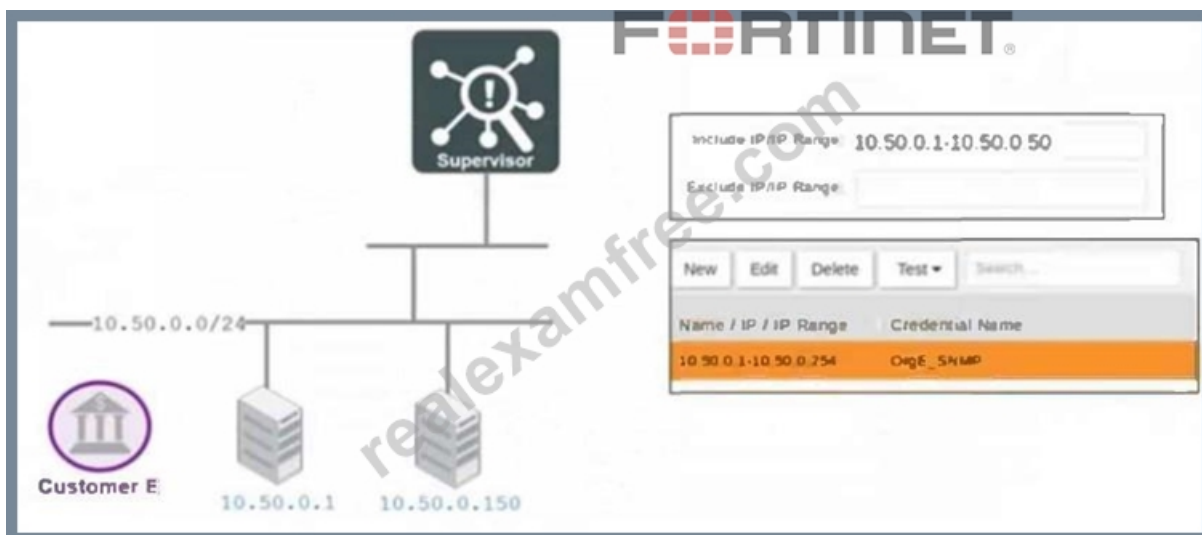 FORTINET®
Supervisor
Include IP/IP Range: 10.50.0.1-10.50.0 50
Exclude IP/IP Range:
New Edit Delete Test Search...
Name / IP / IP Range Credential Name
10.50.0.1-10.50.0.254 OrgE_SNMP
10.50.0.0/24
Customer E
10.50.0.1 10.50.0.150
realexamfree.com